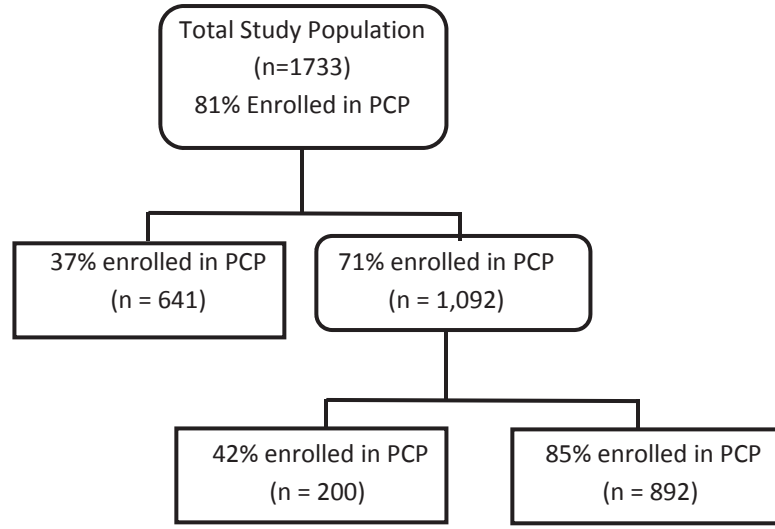 Total Study Population
(n=1733)
81% Enrolled in PCP
37% enrolled in PCP
(n = 641)
71% enrolled in PCP
(n = 1,092)
42% enrolled in PCP
(n = 200)
85% enrolled in PCP
(n = 892)